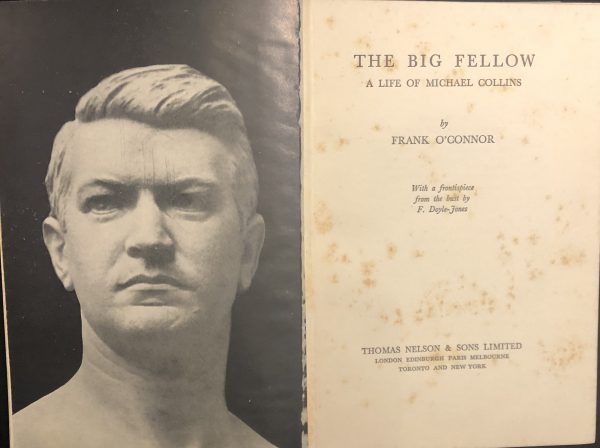 THE BIG FELLOW
A LIFE OF MICHAEL COLLINS
by
FRANK O'CONNOR
With a frontispiece
from the bust by
F. Doyle-Jones
THOMAS NELSON & SONS LIMITED
LONDON EDINBURGH PARIS MELBOURNE
TORONTO AND NEW YORK